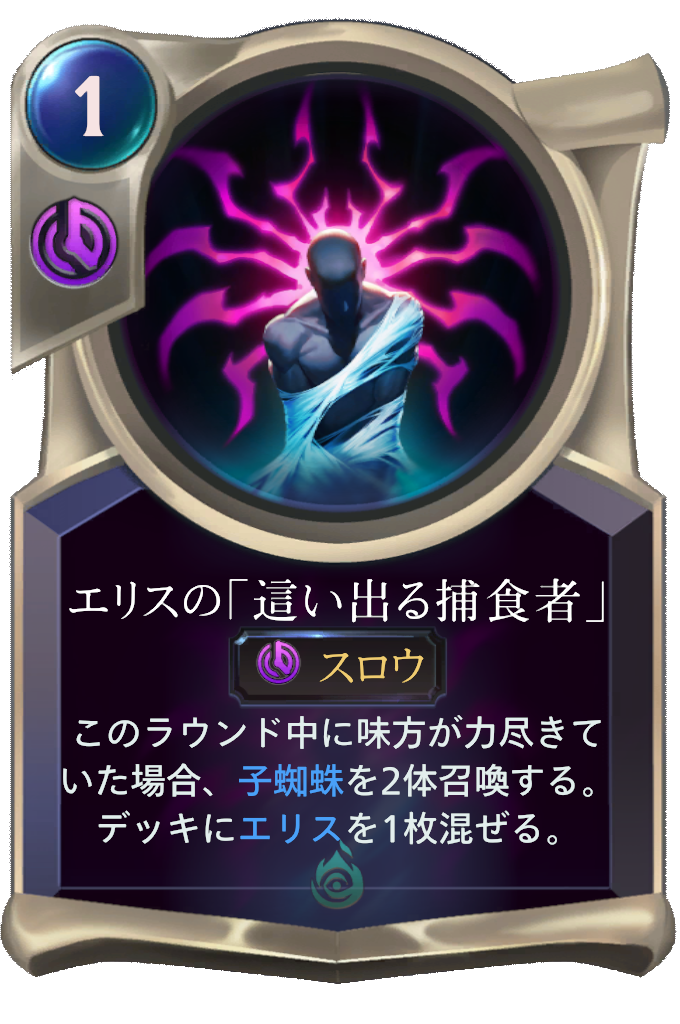 1
エリスの「這い出る捕食者」
スロウ
このラウンド中に味方が力尽きて
いた場合、子蜘蛛を2体召喚する。
デッキにエリスを1枚混ぜる。